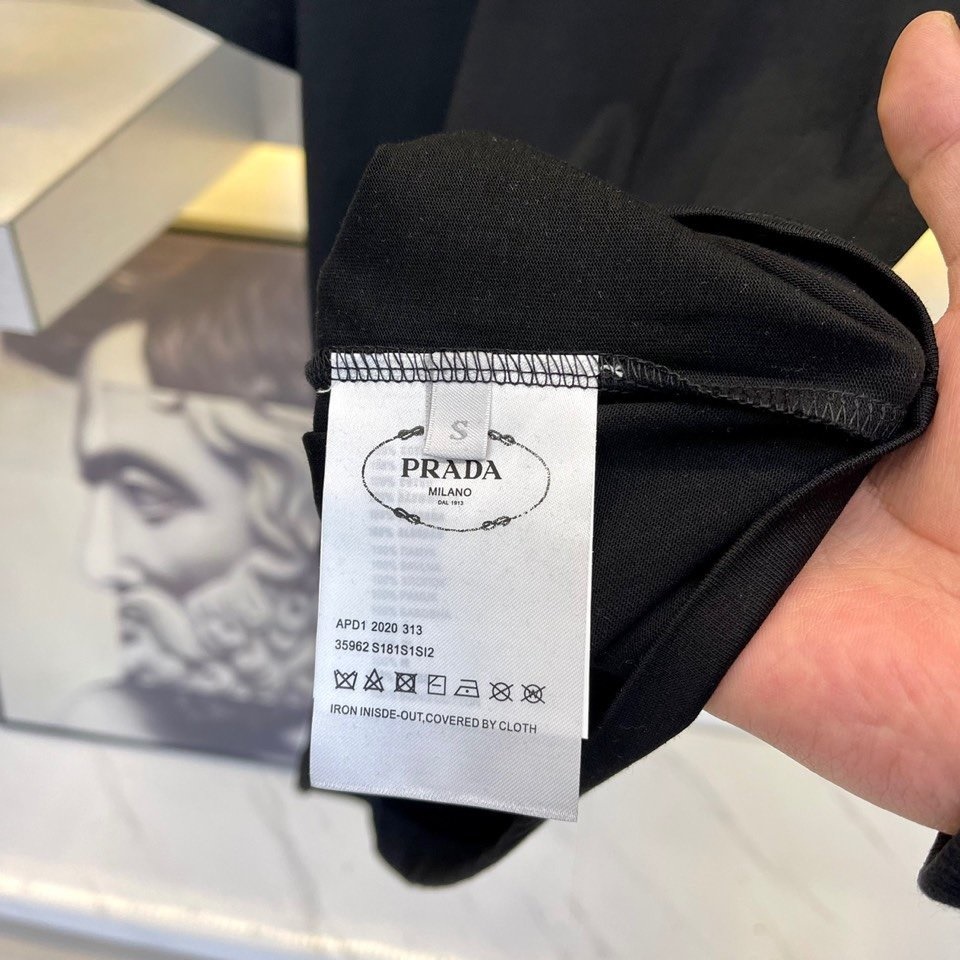 S
PRADA
MILANO
DAL 1913
APD1 2020 313
35962 S181S1SI2
IRON INISDE-OUT,COVERED BY CLOTH